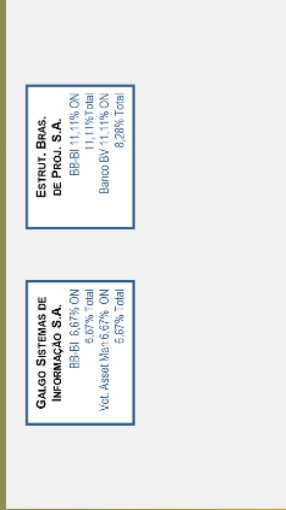 ESTRUT. BRAS.
DE PROJ. S.A.
BB-BI 11,11% ON
11,11% Total
Banco BV 11,11% ON
8,28% Total
GALGO SISTEMAS DE
INFORMAÇÃO S.A.
BB-BI 6,67% ON
6,67% Total
Vot. Asset Man 6,67% ON
6,67% Total